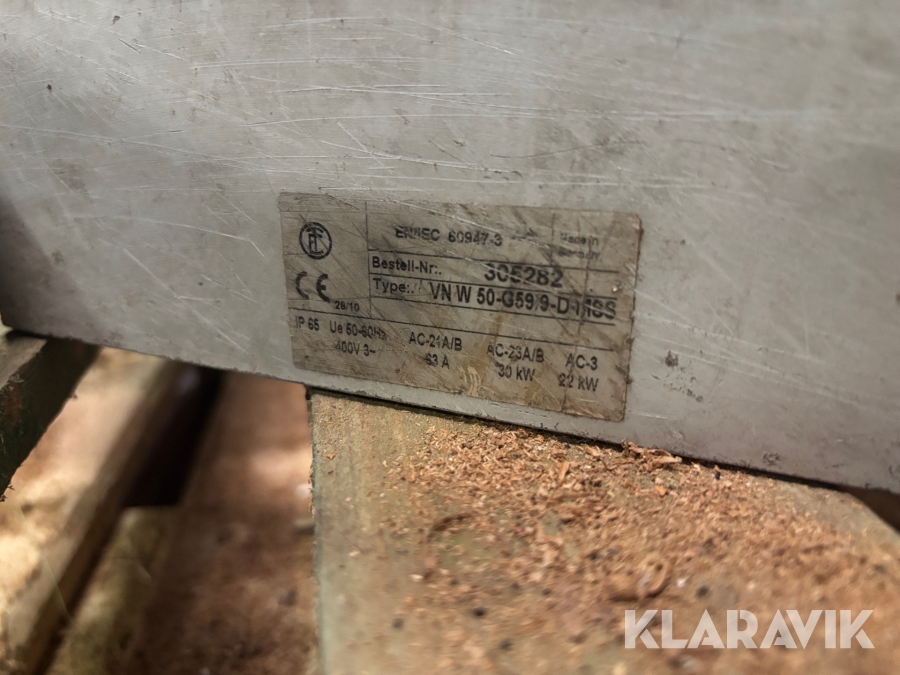 EN/IEC 60947-3 Made in Germany
Bestell-Nr.: 305282
CE 28/10 Type:. VN W 50-G59/9-D
IP 65 Ue 50-60Hz AC-21A/B AC-23A/B AC-3
400V 3~ 63 A 30 kW 22 kW
KLARAVIK